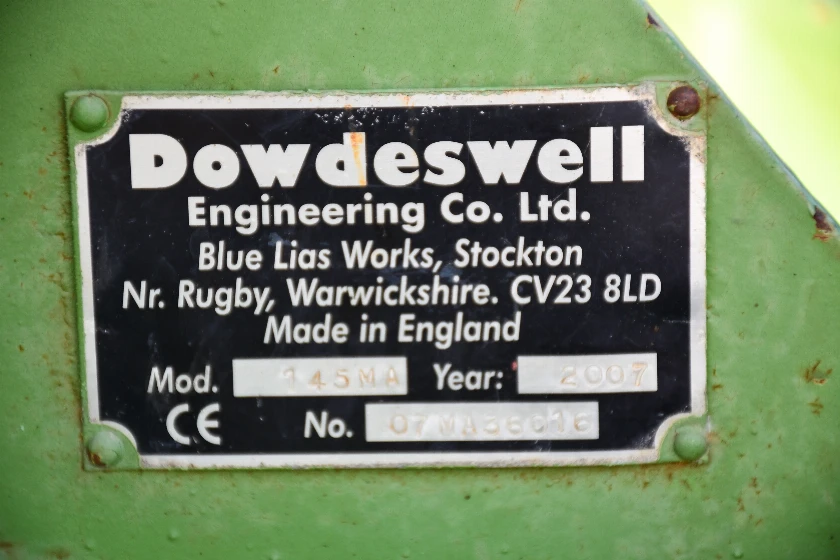 Dowdeswell
Engineering Co. Ltd.
Blue Lias Works, Stockton
Nr. Rugby, Warwickshire. CV23 8LD
Made in England
Mod. 145MA Year: 2007
CE No.